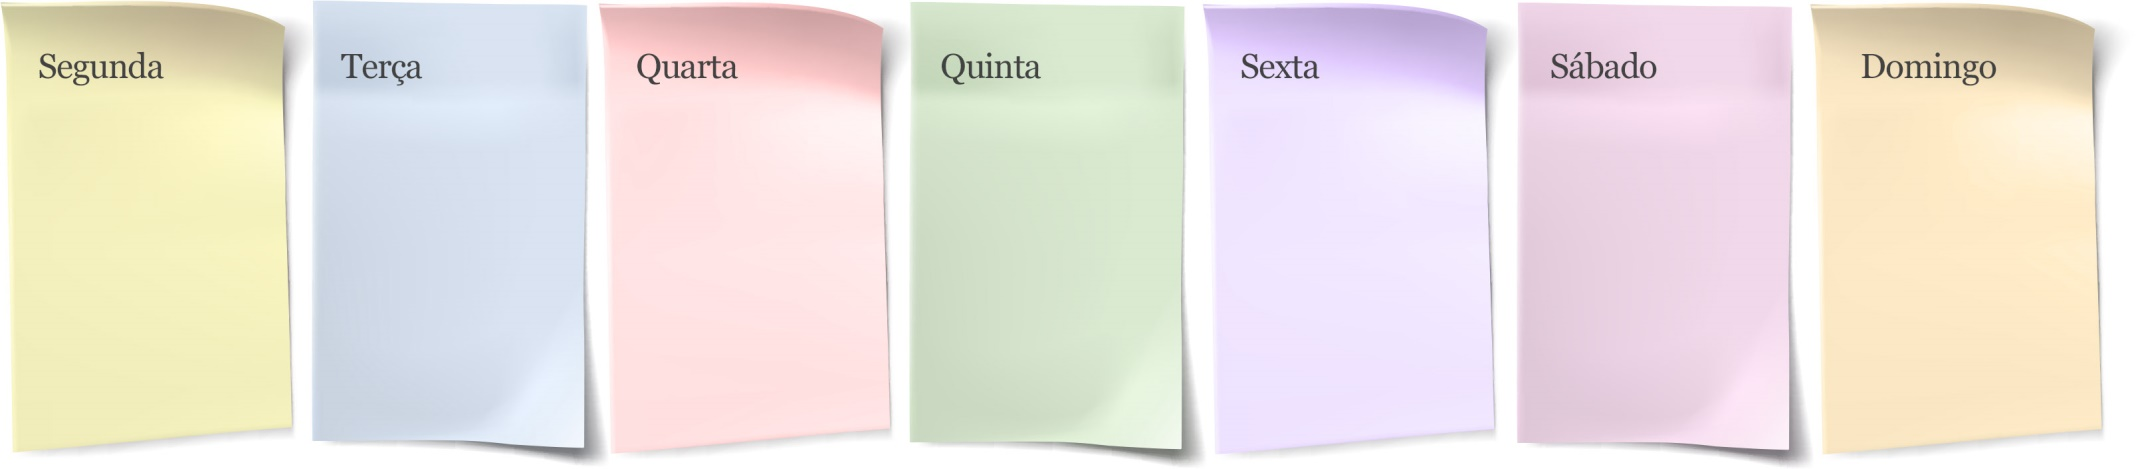 Segunda
Terça
Quarta
Quinta
Sexta
Sábado
Domingo